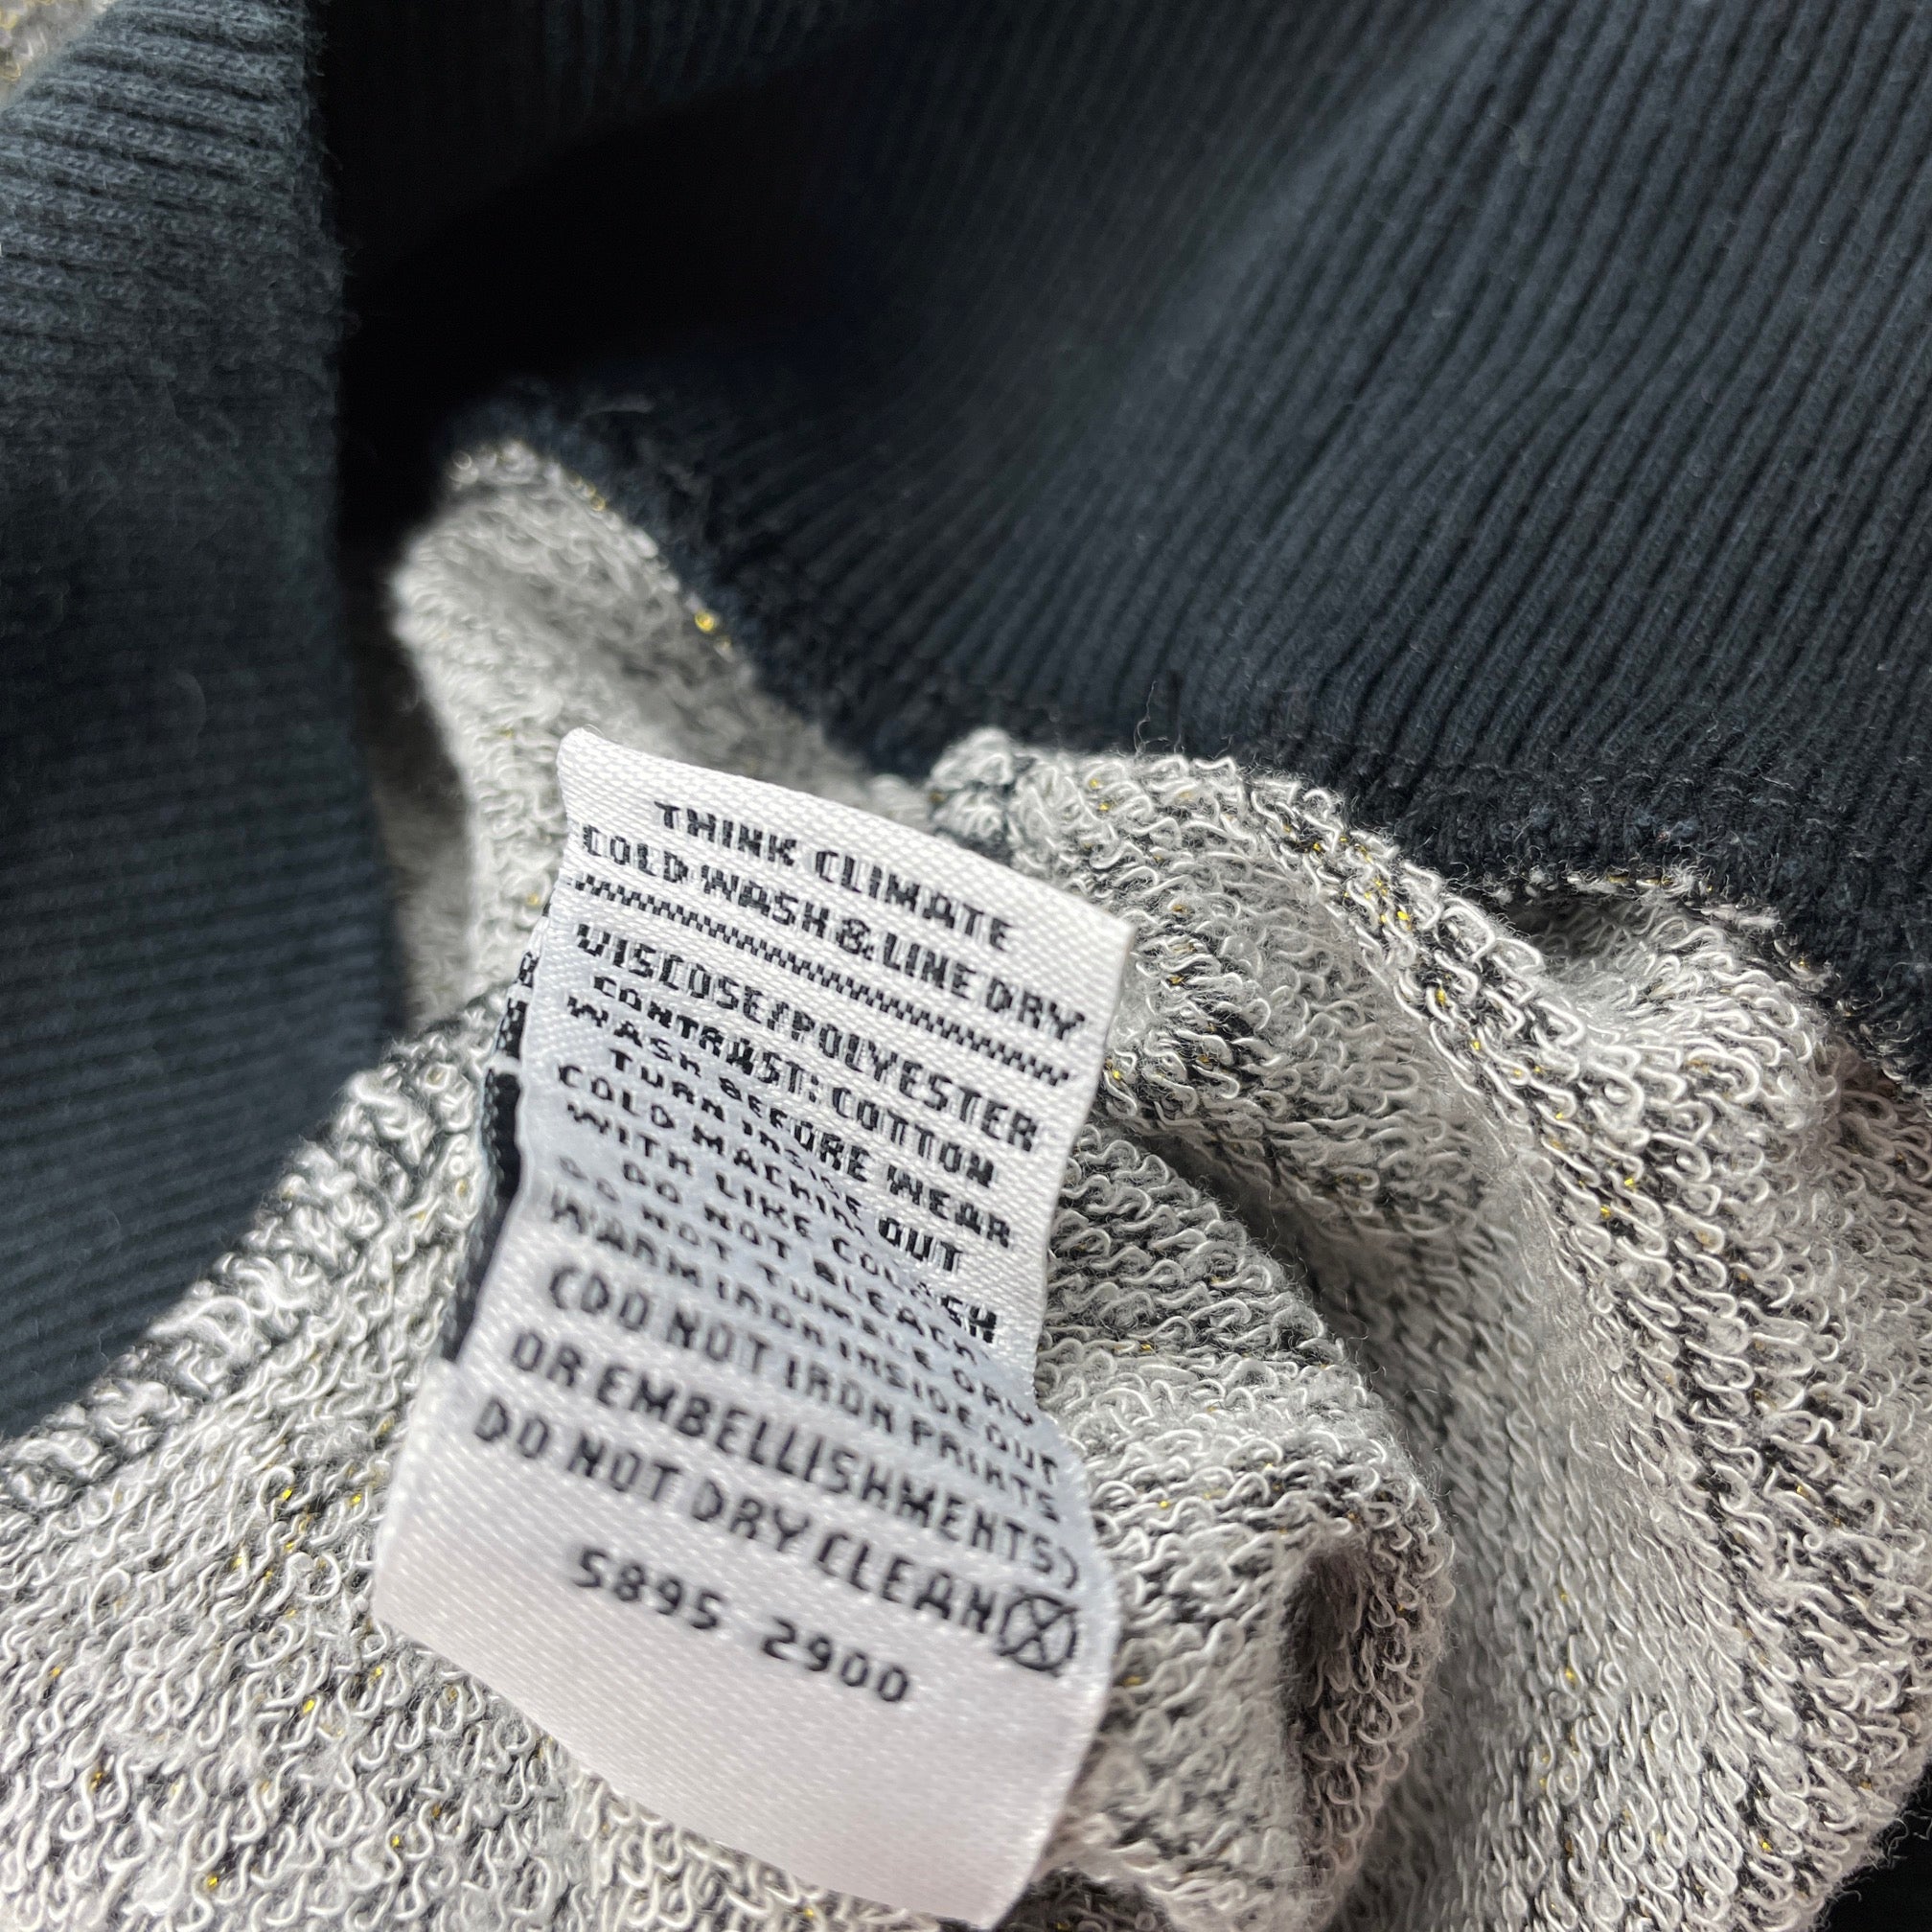 THINK CLIMATE
COLD WASH & LINE DRY
VISCOSE/POLYESTER
CONTRAST: COTTON
WASH BEFORE WEAR
TURN INSIDE OUT
COLD MACHINE WASH
WITH LIKE COLOURS
DO NOT BLEACH
DO NOT TUMBLE DRY
WARM IRON INSIDE OUT
(DO NOT IRON PRINTS
OR EMBELLISHMENTS)
DO NOT DRY CLEAN
5895 2900